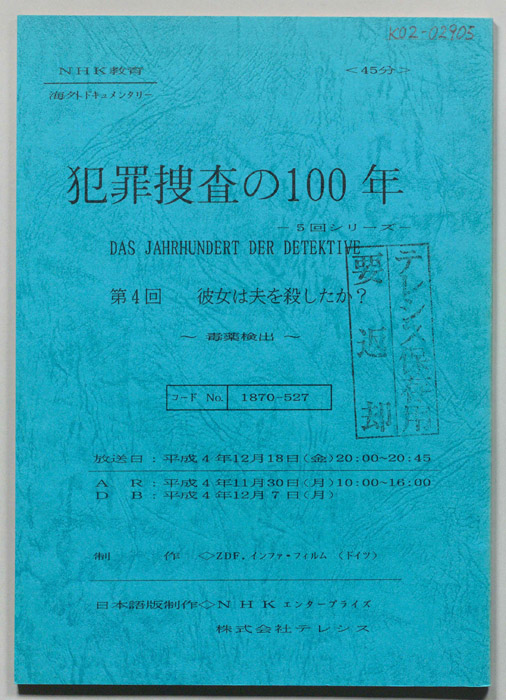 K02-02905
NHK教育 <45分>
海外ドキュメンタリー
犯罪捜査の100年
－5回シリーズ－
DAS JAHRHUNDERT DER DETEKTIVE
第4回 彼女は夫を殺したか?
～ 毒薬検出 ～
コード No. 1870-527
テレシス保存用
要返却
放送日:平成4年12月18日(金)20:00~20:45
A R:平成4年11月30日(月)10:00~16:00
D B:平成4年12月7日(月)
制 作◇ZDF,インファ・フィルム (ドイツ)
日本語版制作◇NHKエンタープライズ
株式会社テレシス